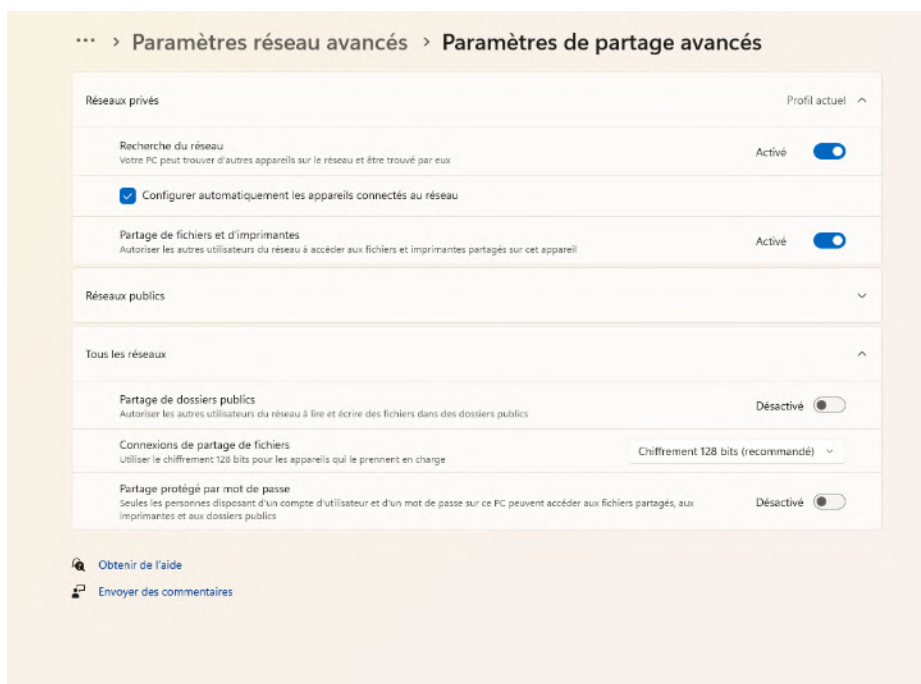 ··· > Paramètres réseau avancés > Paramètres de partage avancés
Réseaux privés
Profil actuel
Recherche du réseau
Votre PC peut trouver d'autres appareils sur le réseau et être trouvé par eux
Activé
Configurer automatiquement les appareils connectés au réseau
Partage de fichiers et d'imprimantes
Autoriser les autres utilisateurs du réseau à accéder aux fichiers et imprimantes partagés sur cet appareil
Activé
Réseaux publics
Tous les réseaux
Partage de dossiers publics
Autoriser les autres utilisateurs du réseau à lire et écrire des fichiers dans des dossiers publics
Désactivé
Connexions de partage de fichiers
Utiliser le chiffrement 128 bits pour les appareils qui le prennent en charge
Chiffrement 128 bits (recommandé)
Partage protégé par mot de passe
Seules les personnes disposant d'un compte d'utilisateur et d'un mot de passe sur ce PC peuvent accéder aux fichiers partagés, aux
imprimantes et aux dossiers publics
Désactivé
Obtenir de l'aide
Envoyer des commentaires